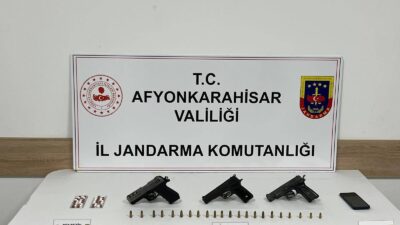 T.C.
AFYONKARAHİSAR
VALİLİĞİ
İL JANDARMA KOMUTANLIĞI